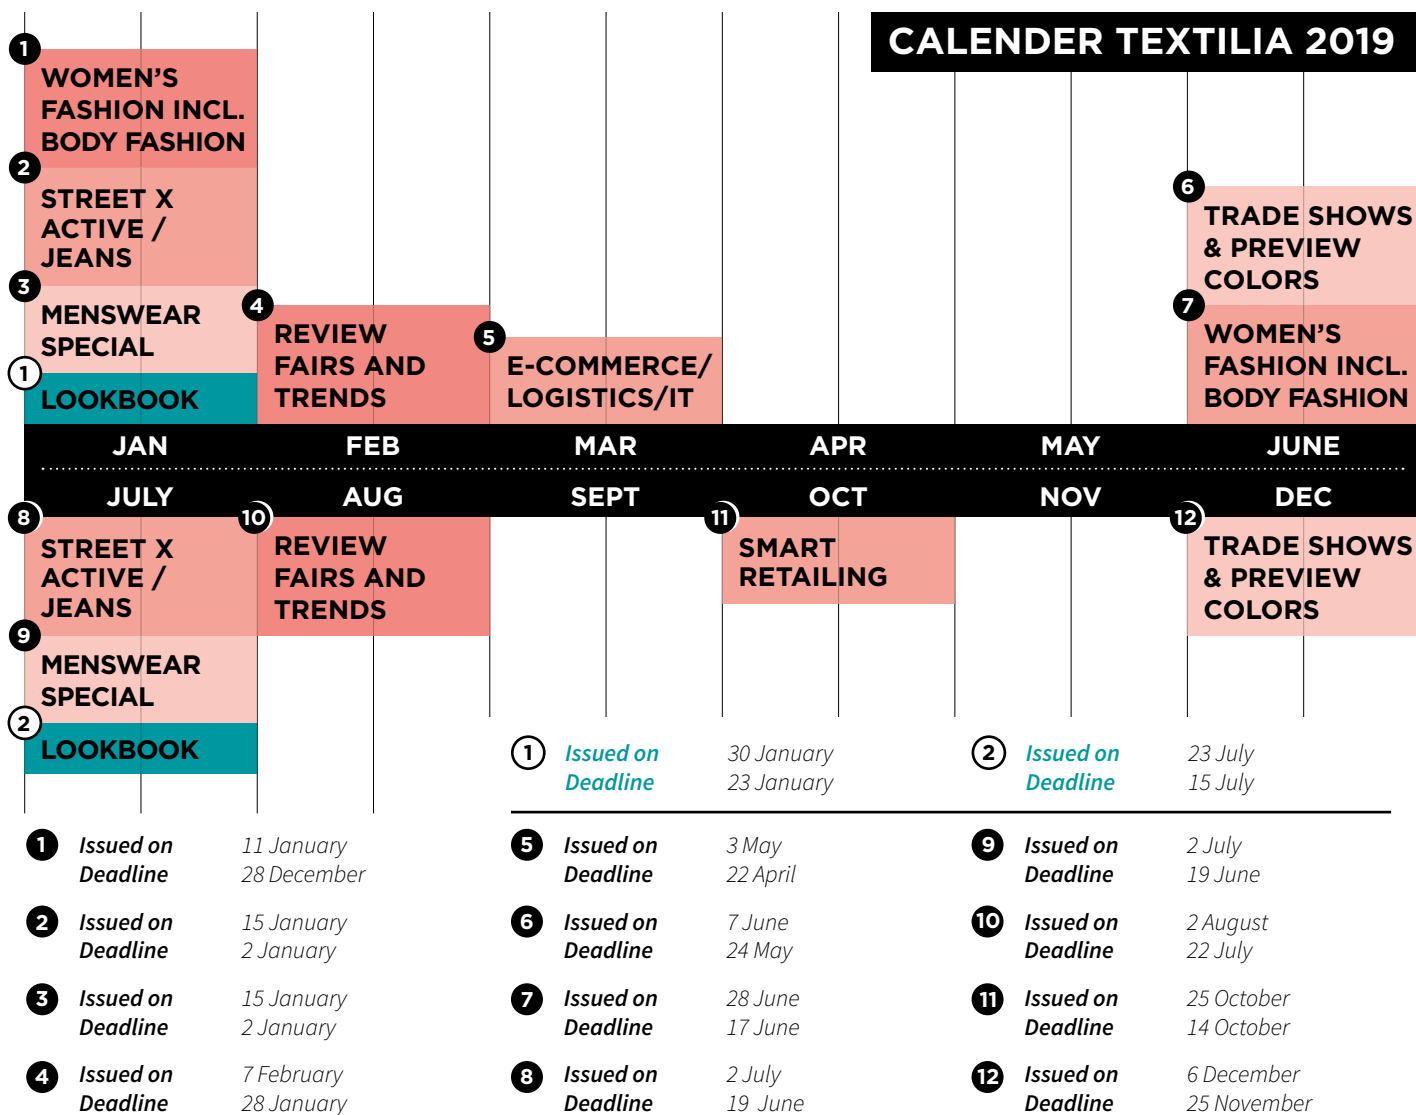 CALENDER TEXTILIA 2019
1
WOMEN'S
FASHION INCL.
BODY FASHION
2
STREET X
ACTIVE /
JEANS
3
MENSWEAR
SPECIAL
1
LOOKBOOK
4
REVIEW
FAIRS AND
TRENDS
5
E-COMMERCE/
LOGISTICS/IT
6
TRADE SHOWS
& PREVIEW
COLORS
7
WOMEN'S
FASHION INCL.
BODY FASHION
JAN FEB MAR APR MAY JUNE
JULY AUG SEPT OCT NOV DEC
8
STREET X
ACTIVE /
JEANS
9
MENSWEAR
SPECIAL
2
LOOKBOOK
10
REVIEW
FAIRS AND
TRENDS
11
SMART
RETAILING
12
TRADE SHOWS
& PREVIEW
COLORS
1 Issued on 30 January
Deadline 23 January
2 Issued on 23 July
Deadline 15 July
1 Issued on 11 January
Deadline 28 December
2 Issued on 15 January
Deadline 2 January
3 Issued on 15 January
Deadline 2 January
4 Issued on 7 February
Deadline 28 January
5 Issued on 3 May
Deadline 22 April
6 Issued on 7 June
Deadline 24 May
7 Issued on 28 June
Deadline 17 June
8 Issued on 2 July
Deadline 19 June
9 Issued on 2 July
Deadline 19 June
10 Issued on 2 August
Deadline 22 July
11 Issued on 25 October
Deadline 14 October
12 Issued on 6 December
Deadline 25 November